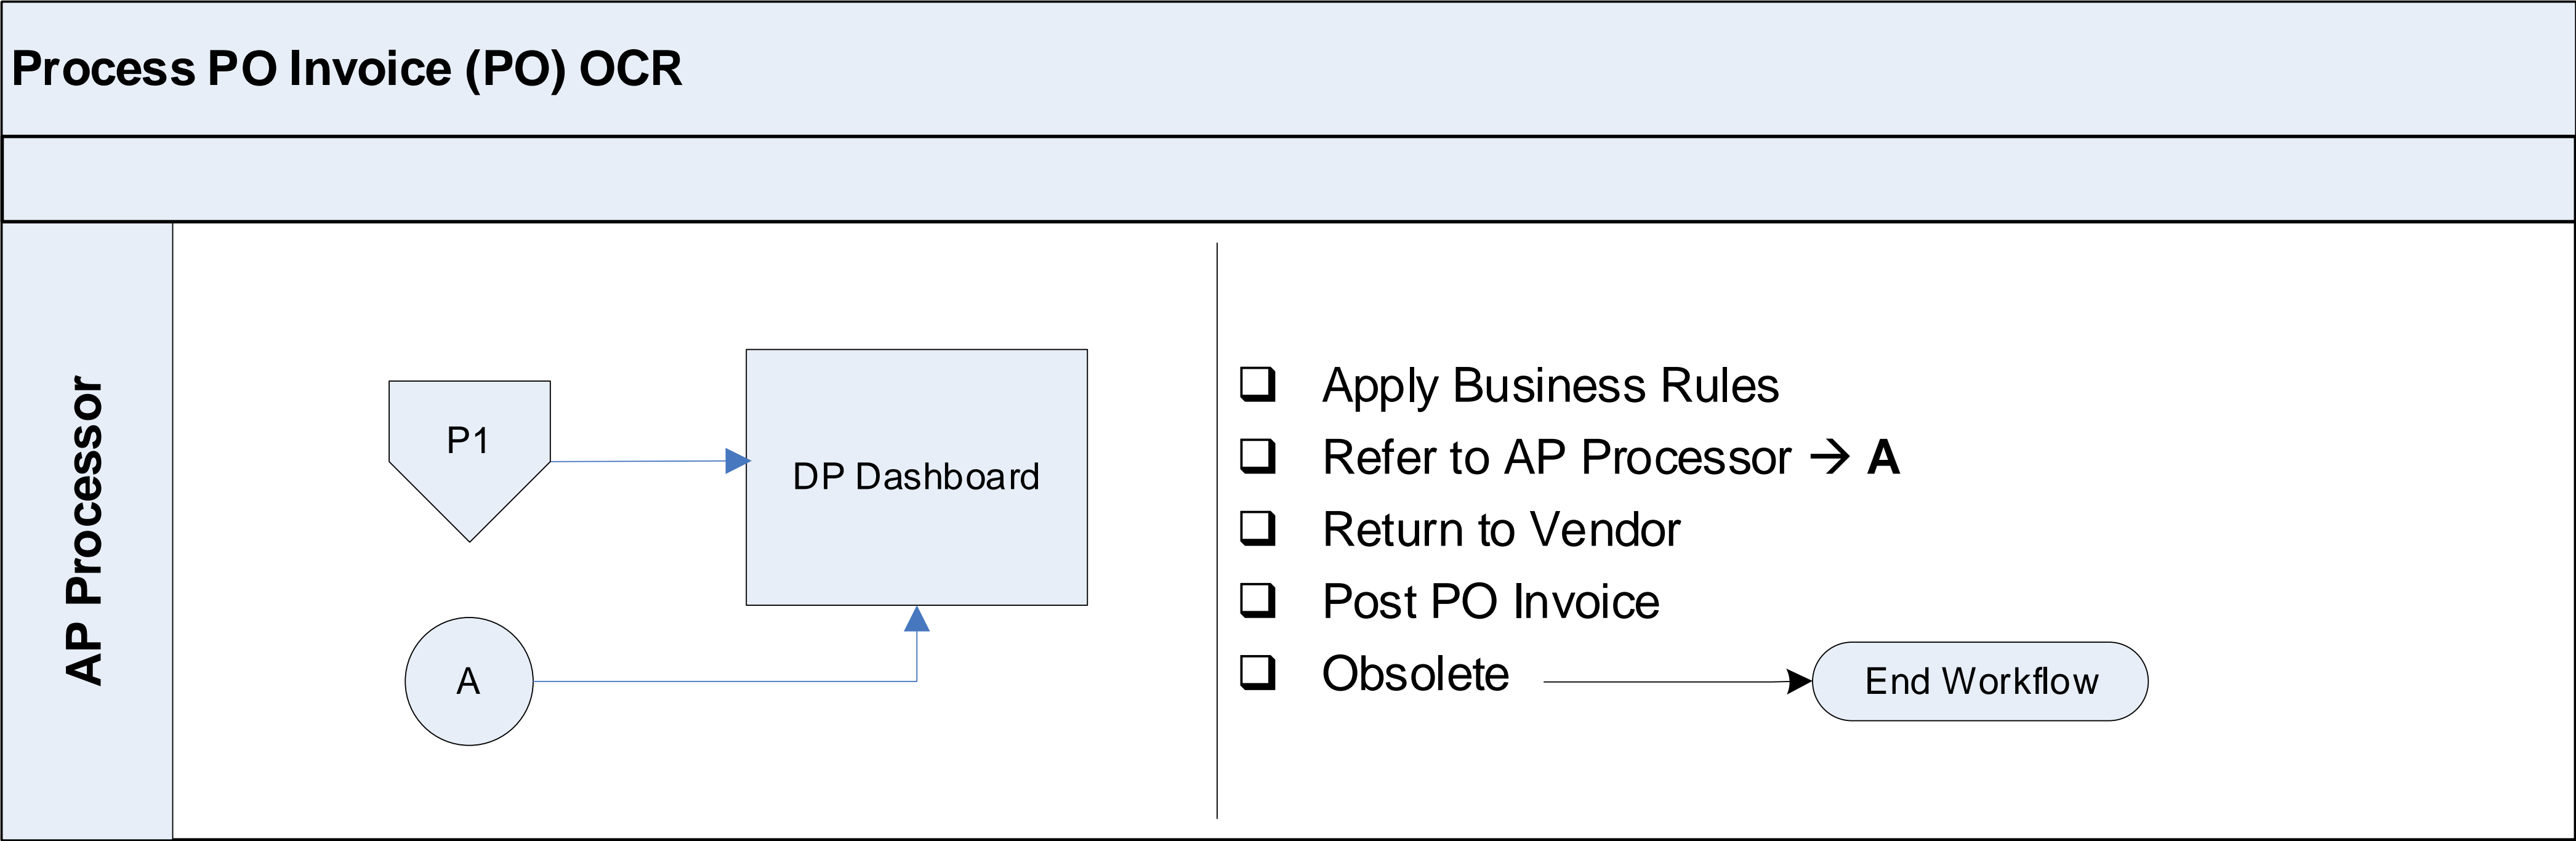 Process PO Invoice (PO) OCR
AP Processor
P1
DP Dashboard
A
Apply Business Rules
Refer to AP Processor → A
Return to Vendor
Post PO Invoice
Obsolete
End Workflow